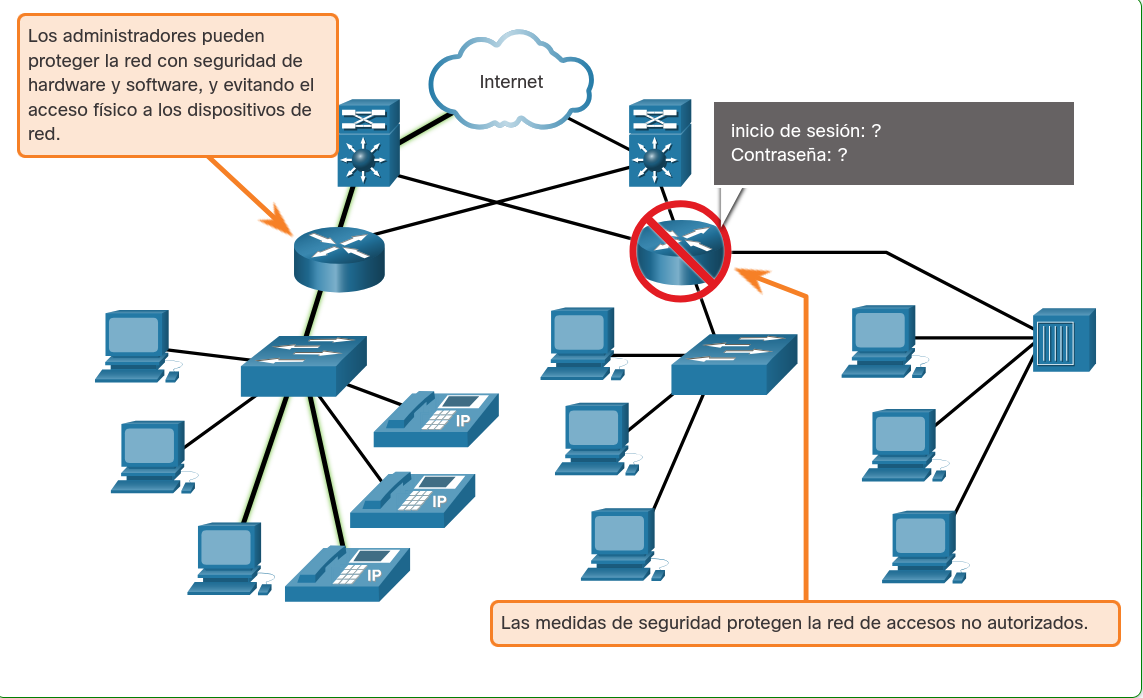 Los administradores pueden
proteger la red con seguridad de
hardware y software, y evitando el
acceso físico a los dispositivos de
red.
Internet
inicio de sesión: ?
Contraseña: ?
IP
IP
IP
Las medidas de seguridad protegen la red de accesos no autorizados.